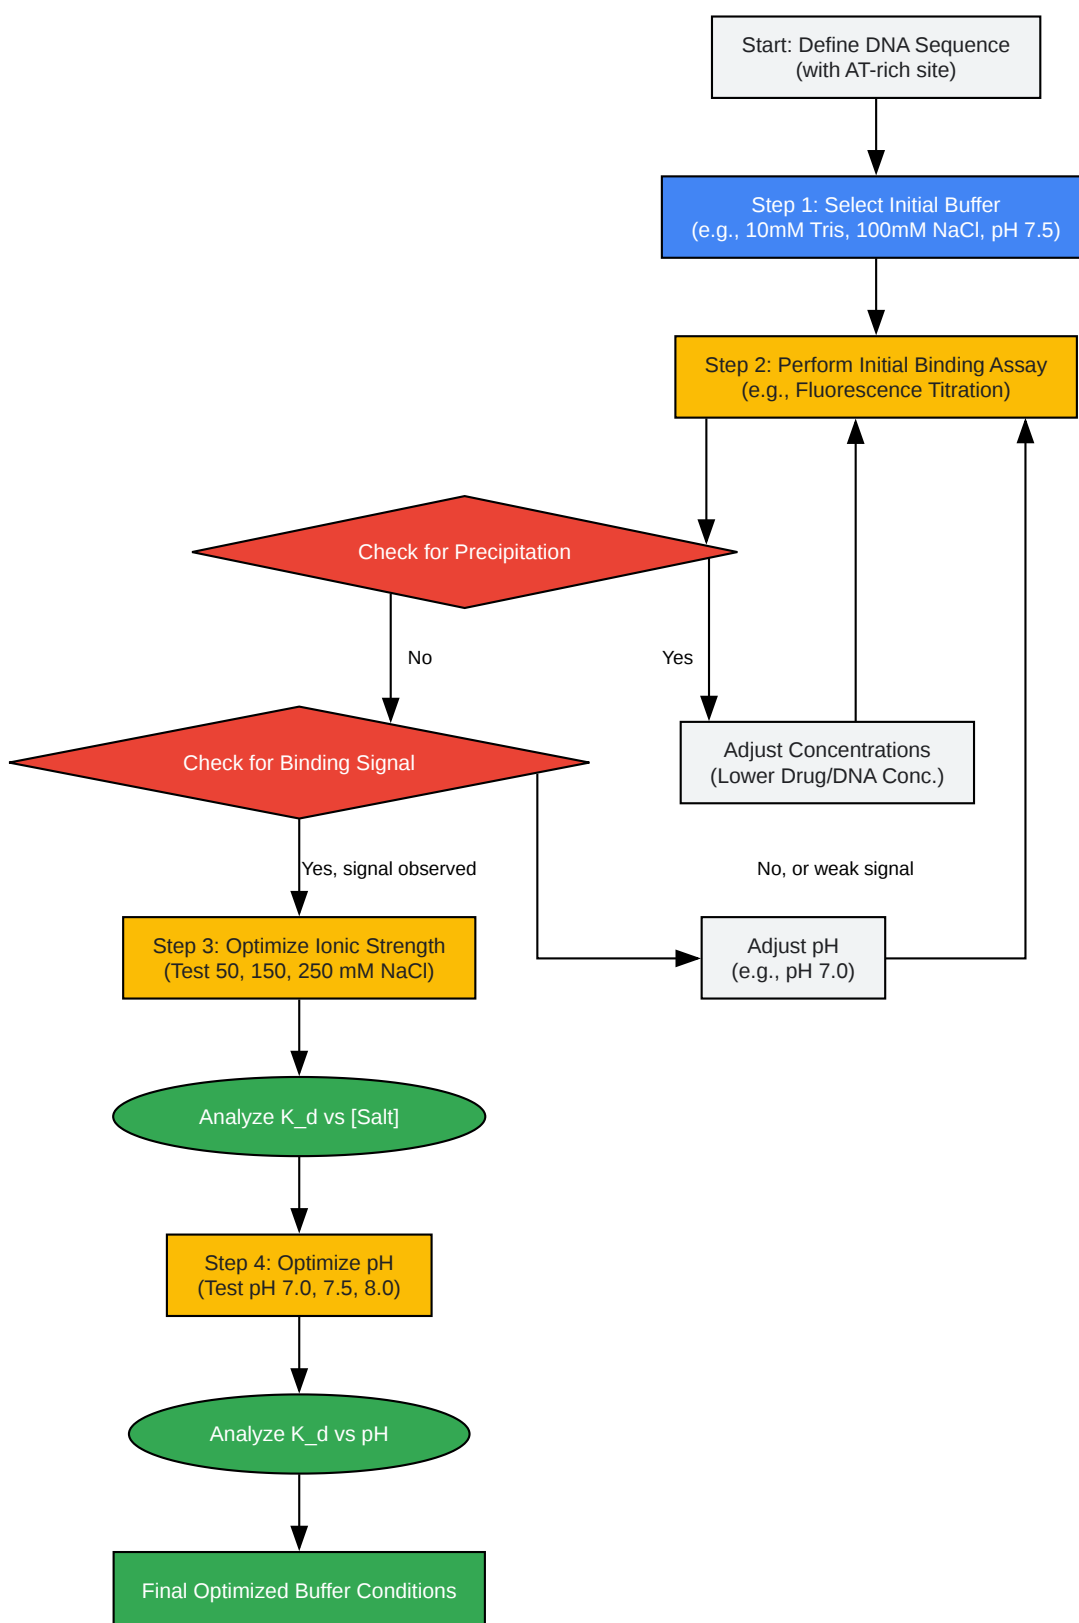 Start: Define DNA Sequence
(with AT-rich site)
Step 1: Select Initial Buffer
(e.g., 10mM Tris, 100mM NaCl, pH 7.5)
Step 2: Perform Initial Binding Assay
(e.g., Fluorescence Titration)
Check for Precipitation
No
Yes
Check for Binding Signal
Adjust Concentrations
(Lower Drug/DNA Conc.)
Yes, signal observed
No, or weak signal
Step 3: Optimize Ionic Strength
(Test 50, 150, 250 mM NaCl)
Adjust pH
(e.g., pH 7.0)
Analyze K_d vs [Salt]
Step 4: Optimize pH
(Test pH 7.0, 7.5, 8.0)
Analyze K_d vs pH
Final Optimized Buffer Conditions